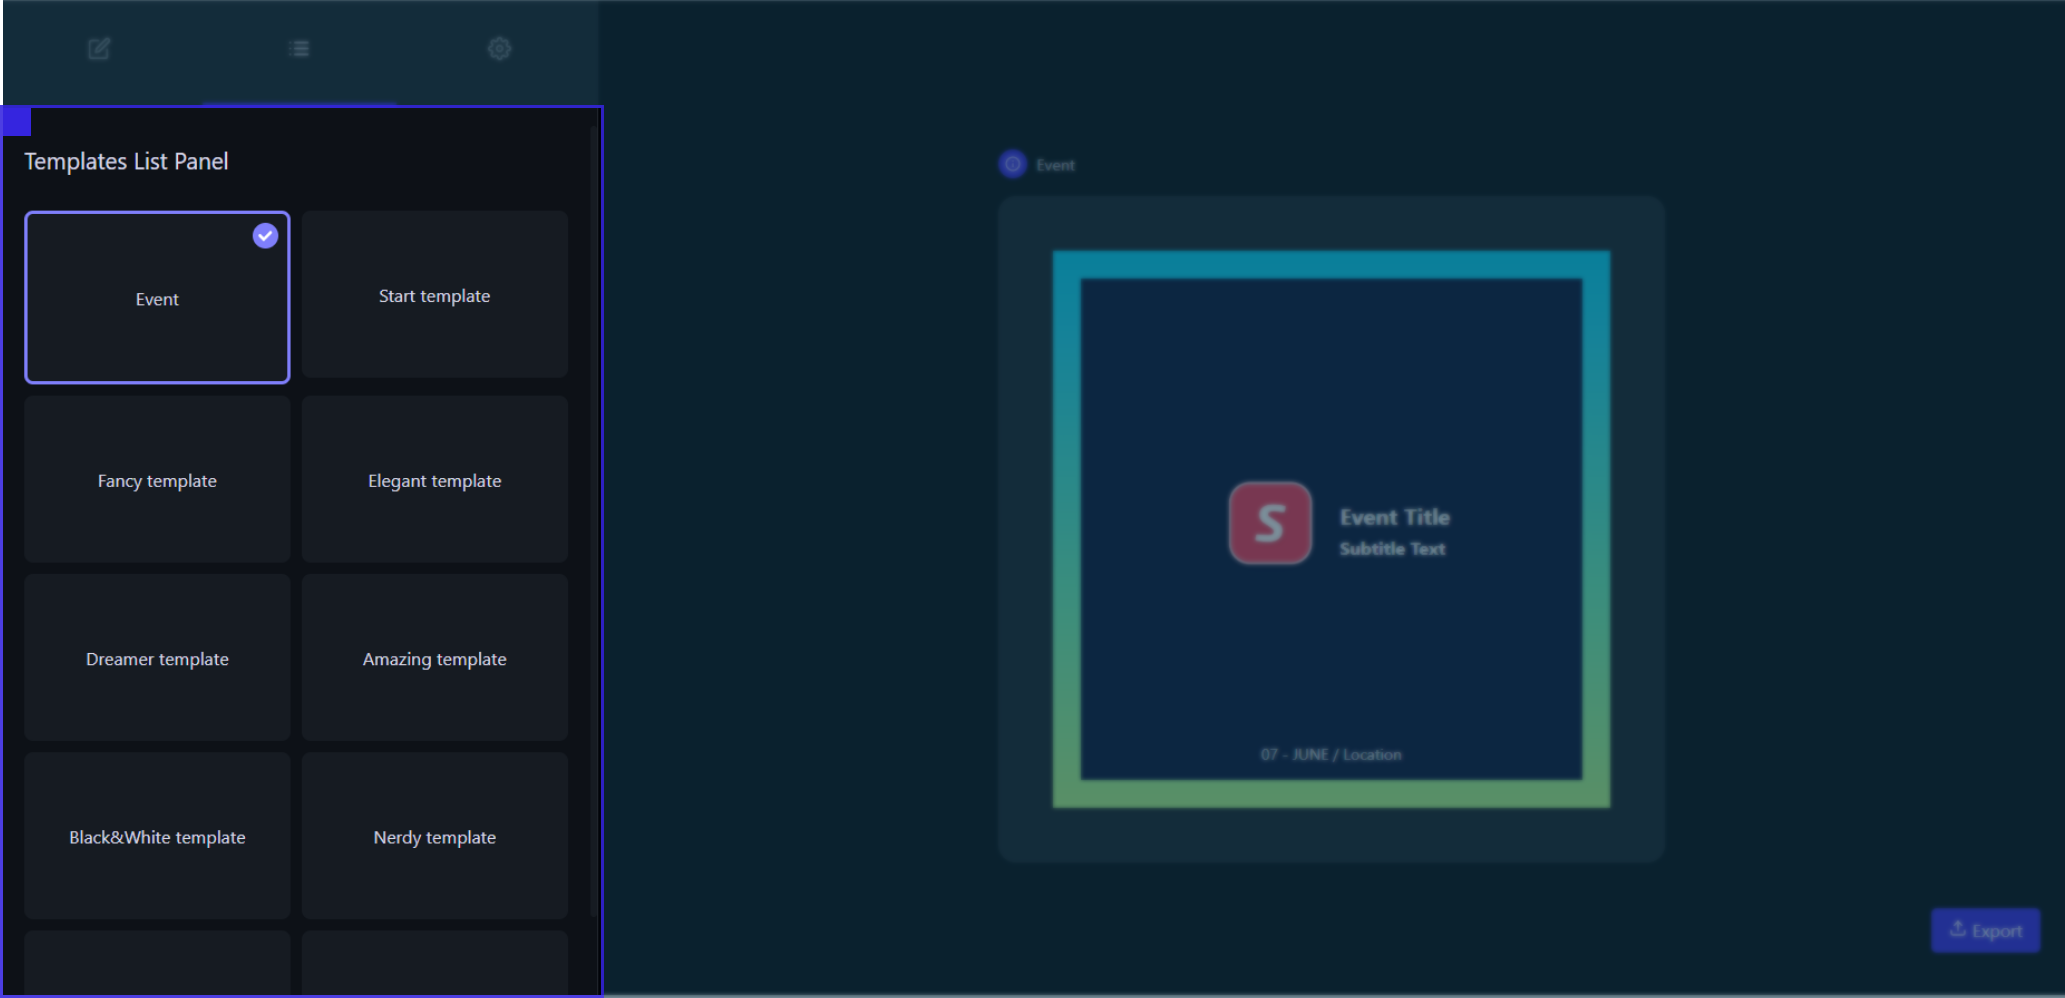 Templates List Panel
Event
Start template
Fancy template
Elegant template
Dreamer template
Amazing template
Black&White template
Nerdy template
Event
S
Event Title
Subtitle Text
07 - JUNE / Location
Export